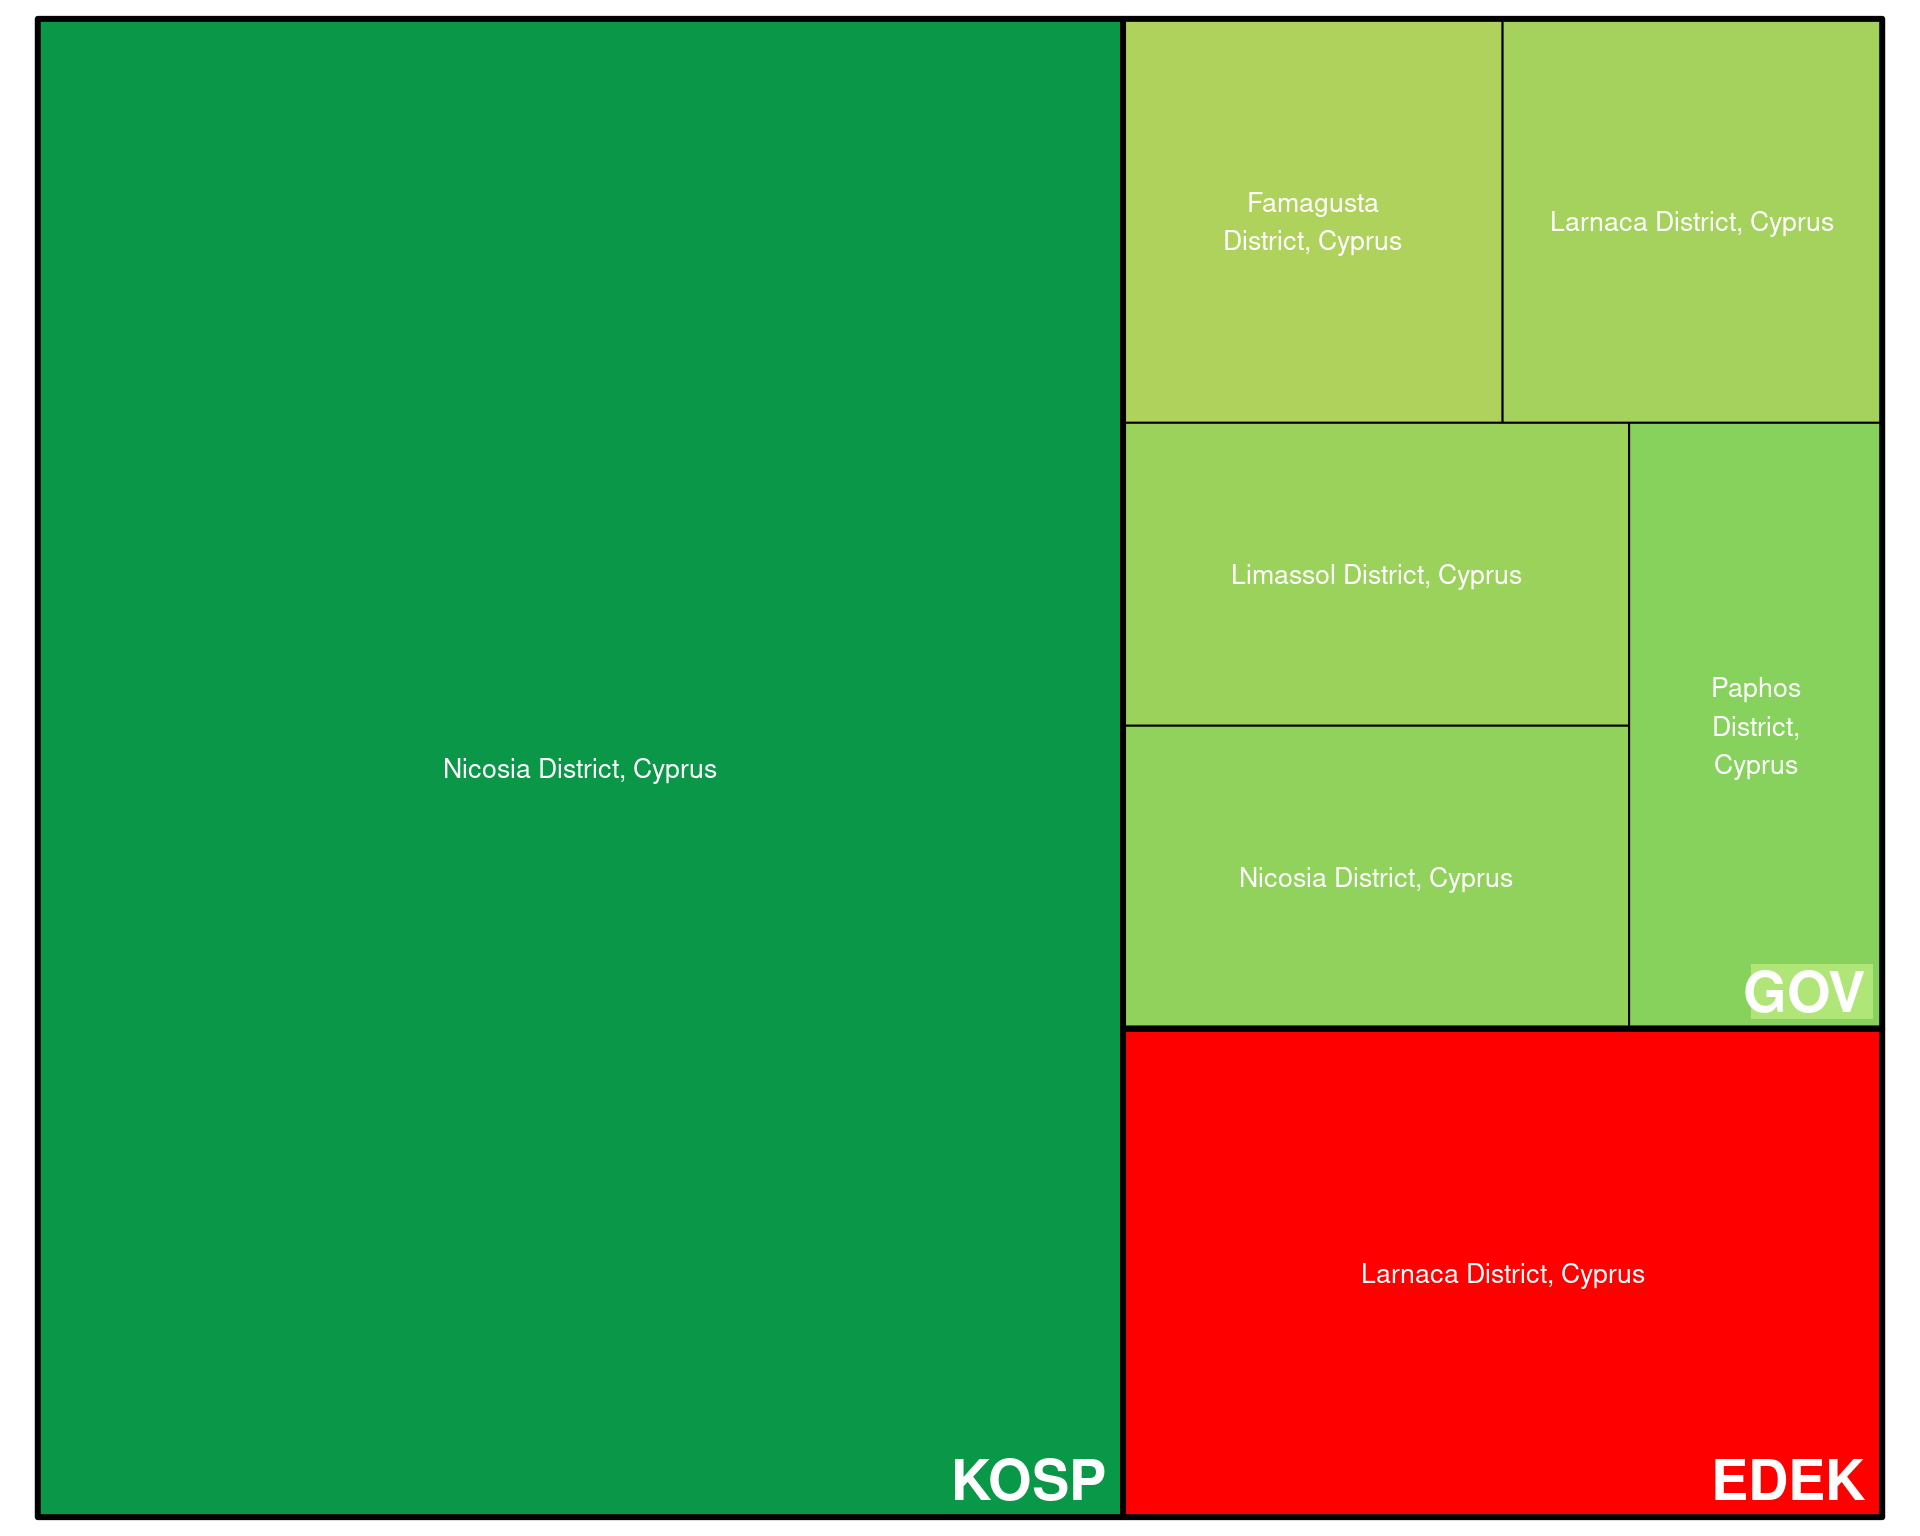 Nicosia District, Cyprus
KOSP
Famagusta
District, Cyprus
Larnaca District, Cyprus
Limassol District, Cyprus
Nicosia District, Cyprus
Paphos
District,
Cyprus
GOV
Larnaca District, Cyprus
EDEK